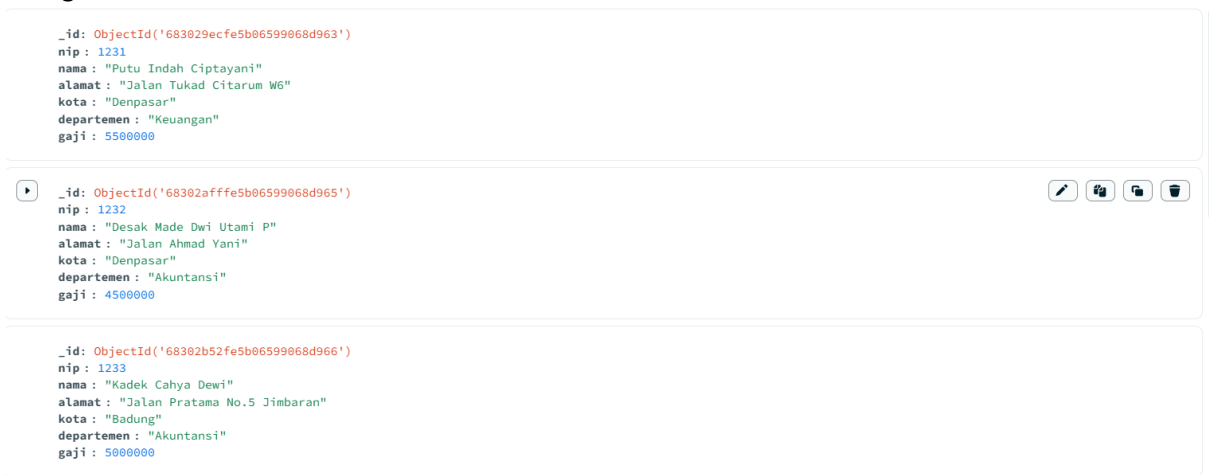 _id: ObjectId('683029ecfe5b06599068d963')
nip : 1231
nama : "Putu Indah Ciptayani"
alamat : "Jalan Tukad Citarum W6"
kota : "Denpasar"
departemen : "Keuangan"
gaji : 5500000
_id: ObjectId('68302afffe5b06599068d965')
nip : 1232
nama : "Desak Made Dwi Utami P"
alamat : "Jalan Ahmad Yani"
kota : "Denpasar"
departemen : "Akuntansi"
gaji : 4500000
_id: ObjectId('68302b52fe5b06599068d966')
nip : 1233
nama : "Kadek Cahya Dewi"
alamat : "Jalan Pratama No.5 Jimbaran"
kota : "Badung"
departemen : "Akuntansi"
gaji : 5000000